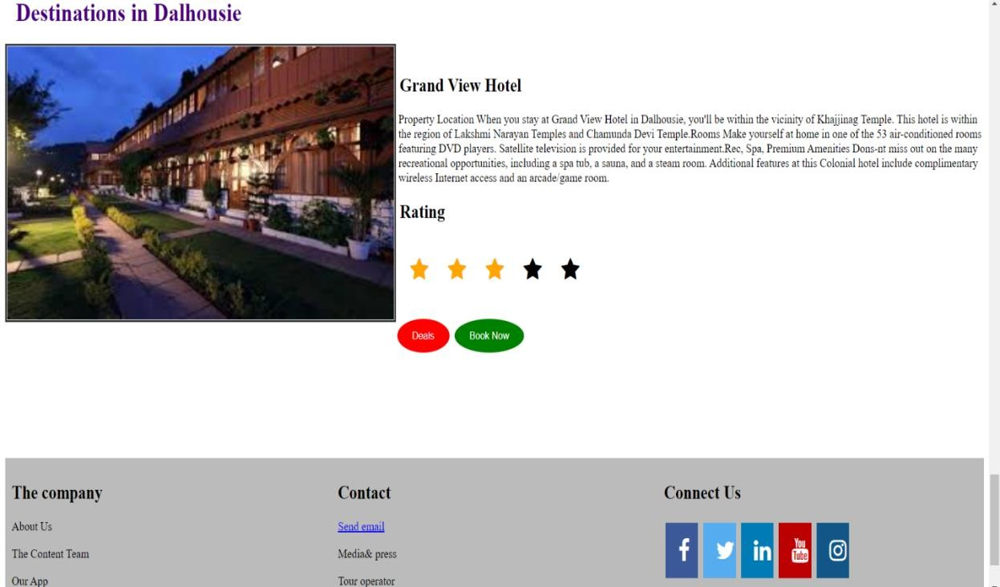 Destinations in Dalhousie
Grand View Hotel
Property Location When you stay at Grand View Hotel in Dalhousie, you'll be within the vicinity of Khajjinag Temple. This hotel is within
the region of Lakshmi Narayan Temples and Chamunda Devi Temple.Rooms Make yourself at home in one of the 53 air-conditioned rooms
featuring DVD players. Satellite television is provided for your entertainment.Rec, Spa, Premium Amenities Dons-nt miss out on the many
recreational opportunities, including a spa tub, a sauna, and a steam room. Additional features at this Colonial hotel include complimentary
wireless Internet access and an arcade/game room.
Rating
Deals Book Now
The company
About Us
The Content Team
Our App
Contact
Send email
Media& press
Tour operator
Connect Us
f in You Tube